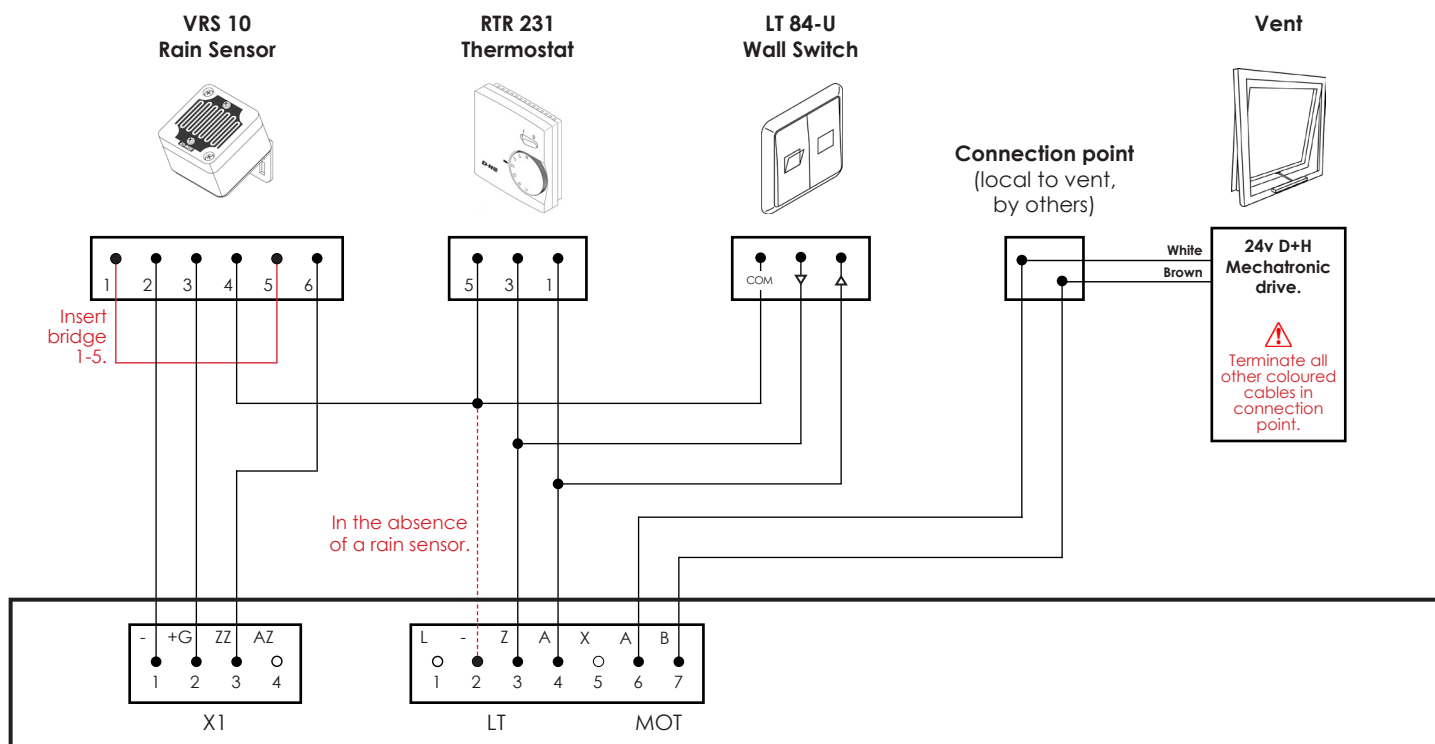 VRS 10
Rain Sensor
RTR 231
Thermostat
LT 84-U
Wall Switch
Vent
Connection point
(local to vent,
by others)
1 2 3 4 5 6
5 3 1
COM
White
Brown
24v D+H
Mechatronic
drive.
Terminate all
other coloured
cables in
connection
point.
Insert
bridge
1-5.
In the absence
of a rain sensor.
- +G ZZ AZ
1 2 3 4
X1
L - Z A X A B
1 2 3 4 5 6 7
LT MOT